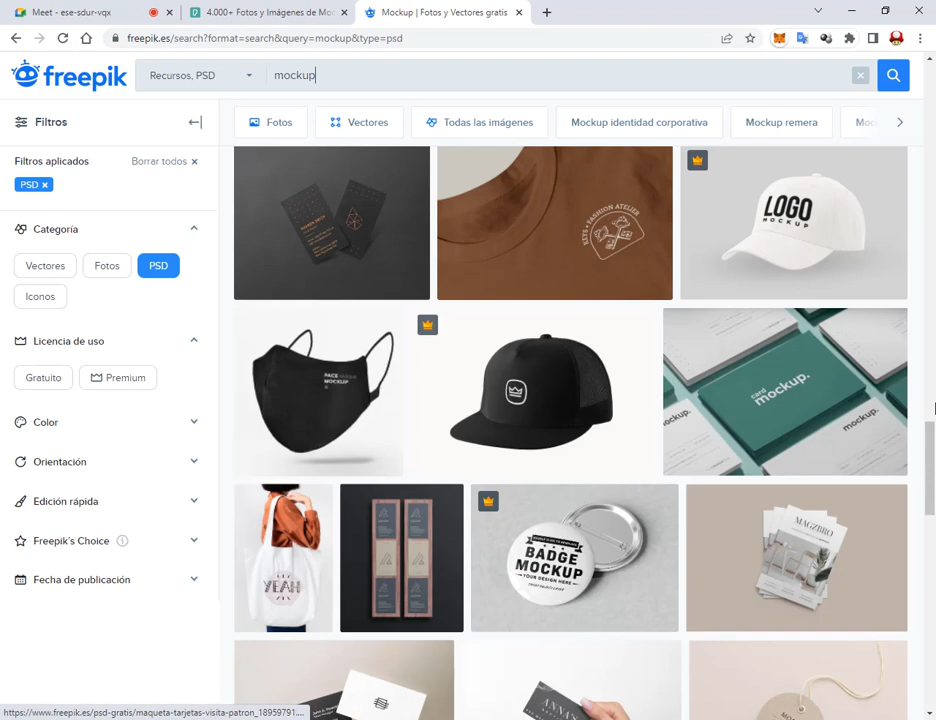 Meet - ese-sdur-vqx
4.000+ Fotos y Imágenes de Mo
Mockup | Fotos y Vectores gratis
freepik.es/search?format=search&query=mockup&type=psd
freepik
Recursos, PSD
mockup
Filtros
Fotos
Vectores
Todas las imágenes
Mockup identidad corporativa
Mockup remera
Filtros aplicados
Borrar todos
PSD
Categoría
Vectores
Fotos
PSD
Iconos
Licencia de uso
Gratuito
Premium
Color
Orientación
Edición rápida
Freepik's Choice
Fecha de publicación
KEYS • FASHION ATELIER
LOGO
MOCKUP
FACE
MOCKUP
card
mockup.
mockup.
mockup.
YEAH
BADGE
MOCKUP
YOUR DESIGN HERE
MAGZBRO
https://www.freepik.es/psd-gratis/maqueta-tarjetas-visita-patron_18959791....